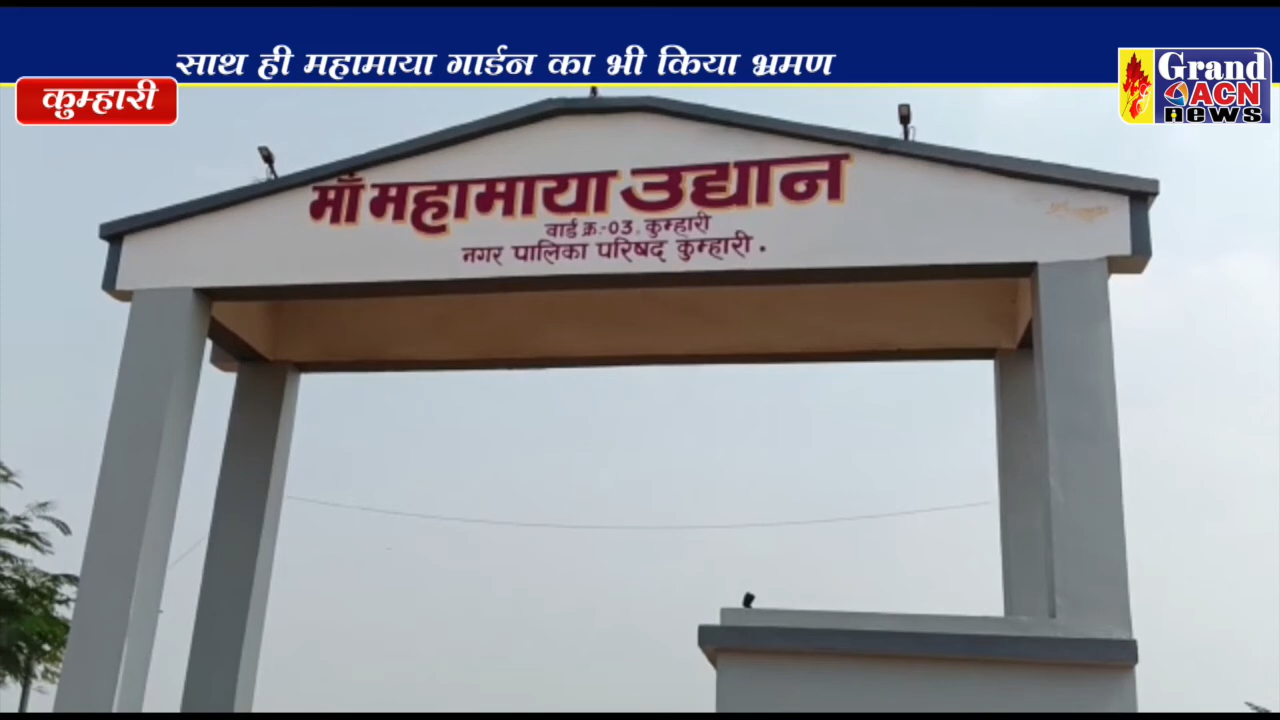 साथ ही महामाया गार्डन का भी किया भ्रमण
कुम्हारी
Grand
ACN
news
माँ महामाया उद्यान
वार्ड क्र.-03, कुम्हारी
नगर पालिका परिषद् कुम्हारी.